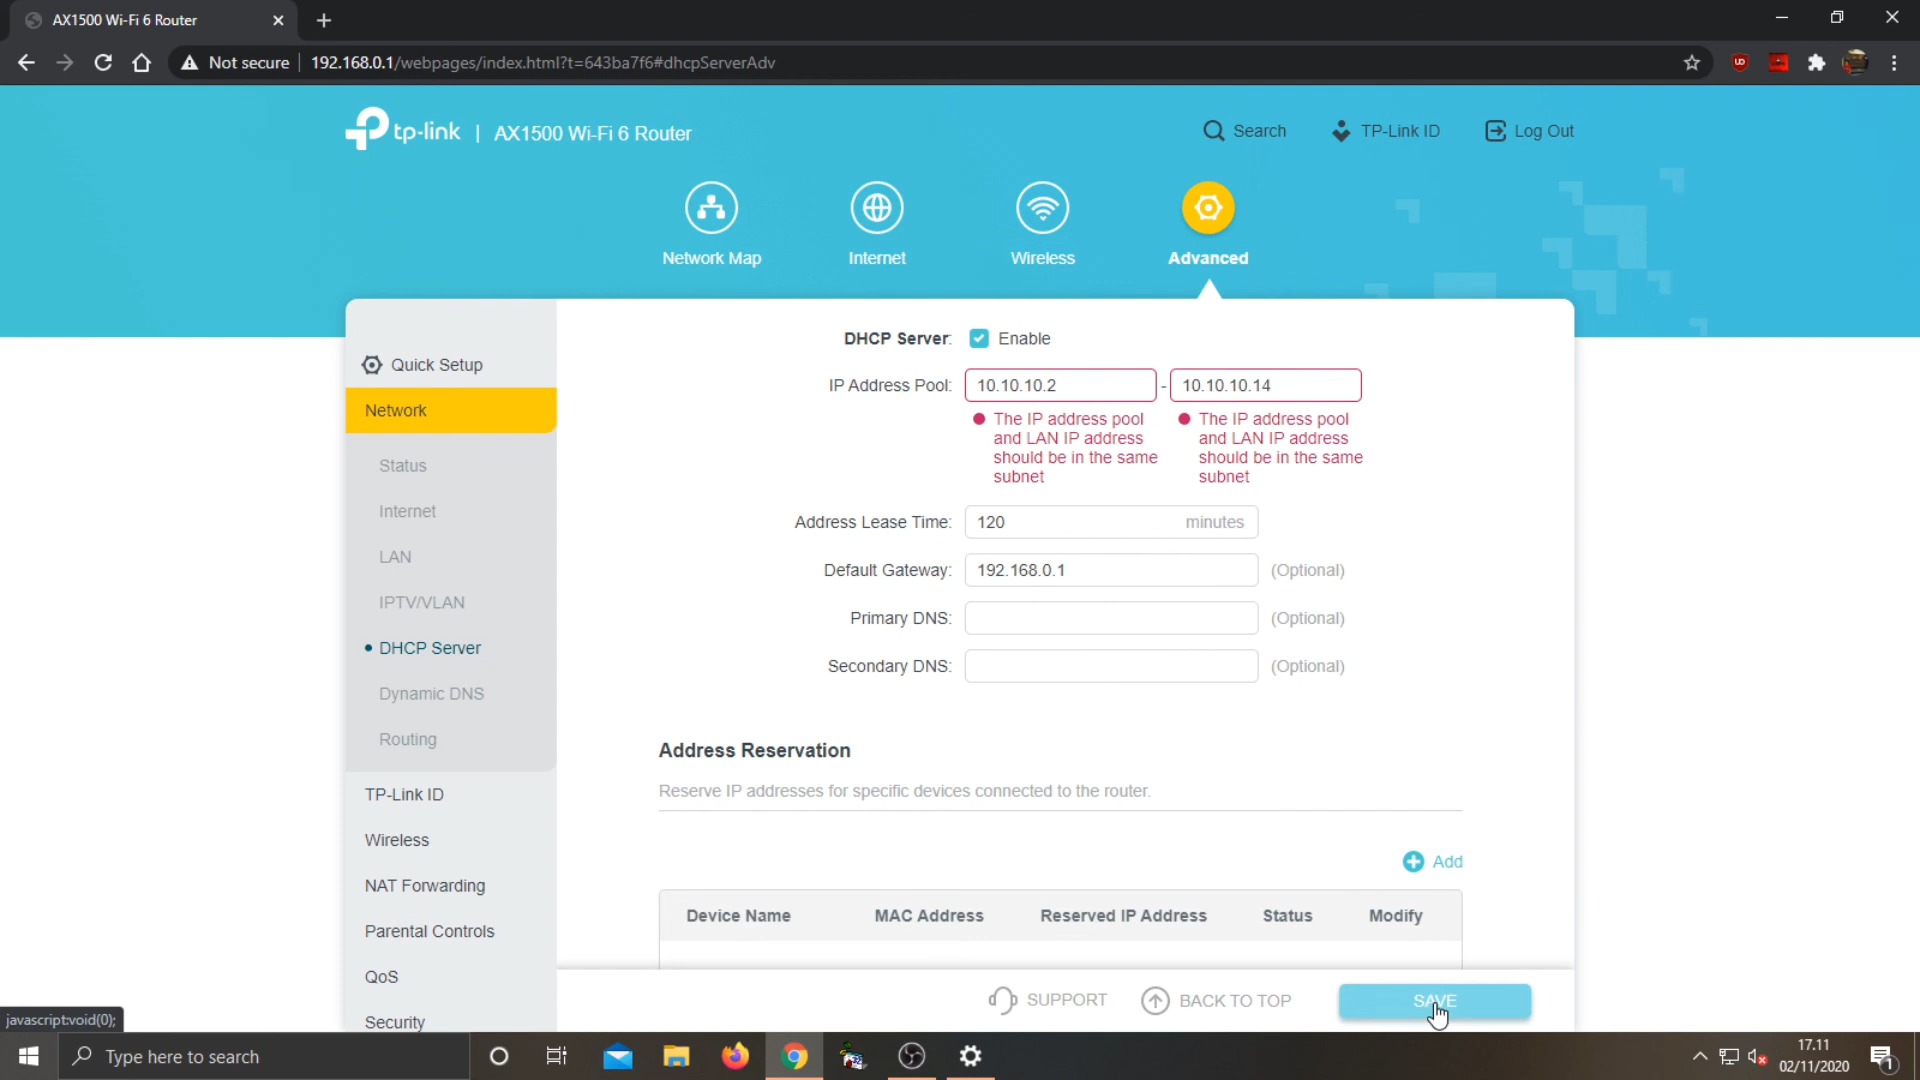 AX1500 Wi-Fi 6 Router
Not secure | 192.168.0.1/webpages/index.html?t=643ba7f6#dhcpServerAdv
tp-link | AX1500 Wi-Fi 6 Router
Search
TP-Link ID
Log Out
Network Map
Internet
Wireless
Advanced
Quick Setup
Network
Status
Internet
LAN
IPTV/VLAN
DHCP Server
Dynamic DNS
Routing
TP-Link ID
Wireless
NAT Forwarding
Parental Controls
QoS
Security
DHCP Server: Enable
IP Address Pool: 10.10.10.2 - 10.10.10.14
The IP address pool
and LAN IP address
should be in the same
subnet
The IP address pool
and LAN IP address
should be in the same
subnet
Address Lease Time: 120 minutes
Default Gateway: 192.168.0.1 (Optional)
Primary DNS: (Optional)
Secondary DNS: (Optional)
Address Reservation
Reserve IP addresses for specific devices connected to the router.
Add
Device Name MAC Address Reserved IP Address Status Modify
SUPPORT
BACK TO TOP
SAVE
javascript:void(0);
Type here to search
17.11
02/11/2020
1